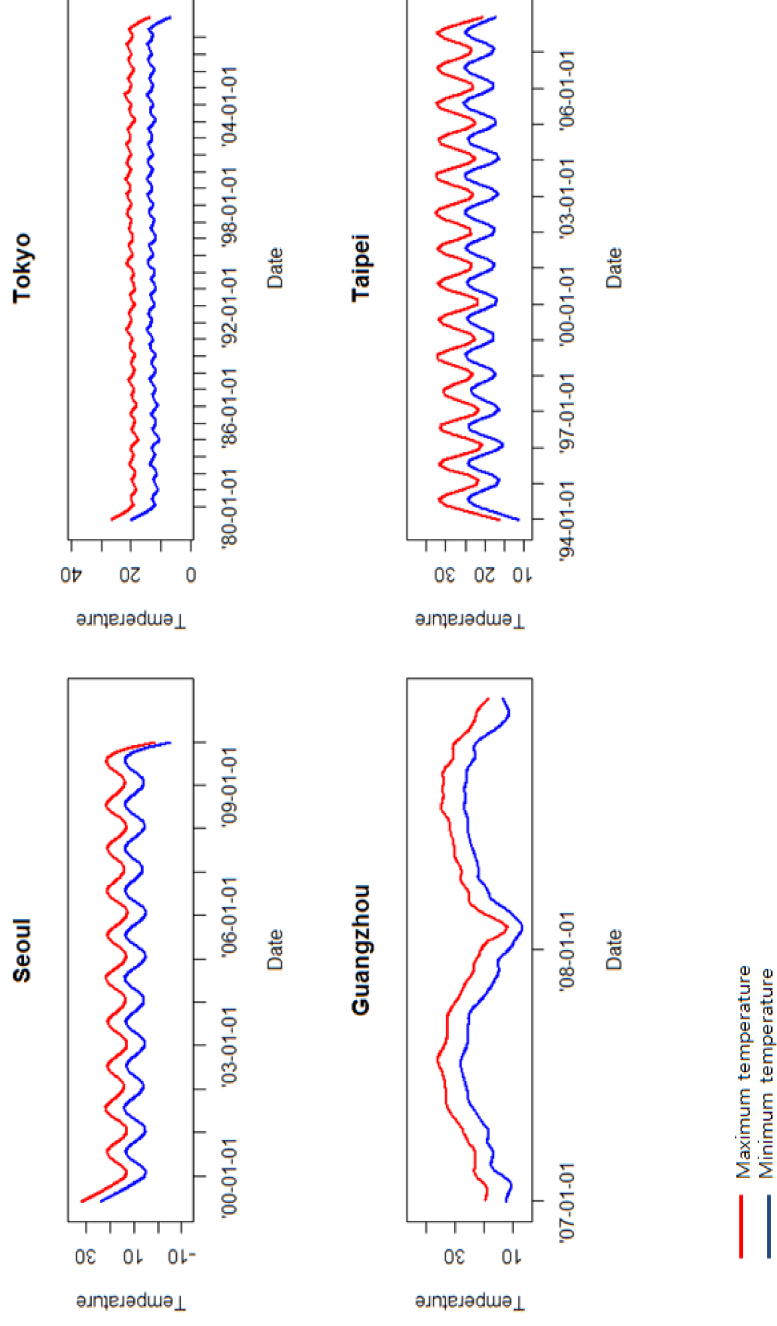 Seoul
Temperature
30
10
-10
'00-01-01 '03-01-01 '06-01-01 '09-01-01
Date
Tokyo
Temperature
40
20
0
'80-01-01 '86-01-01 '92-01-01 '98-01-01 '04-01-01
Date
Guangzhou
Temperature
30
10
'07-01-01 '08-01-01
Date
Taipei
Temperature
30
20
10
'94-01-01 '97-01-01 '00-01-01 '03-01-01 '06-01-01
Date
Maximum temperature
Minimum temperature